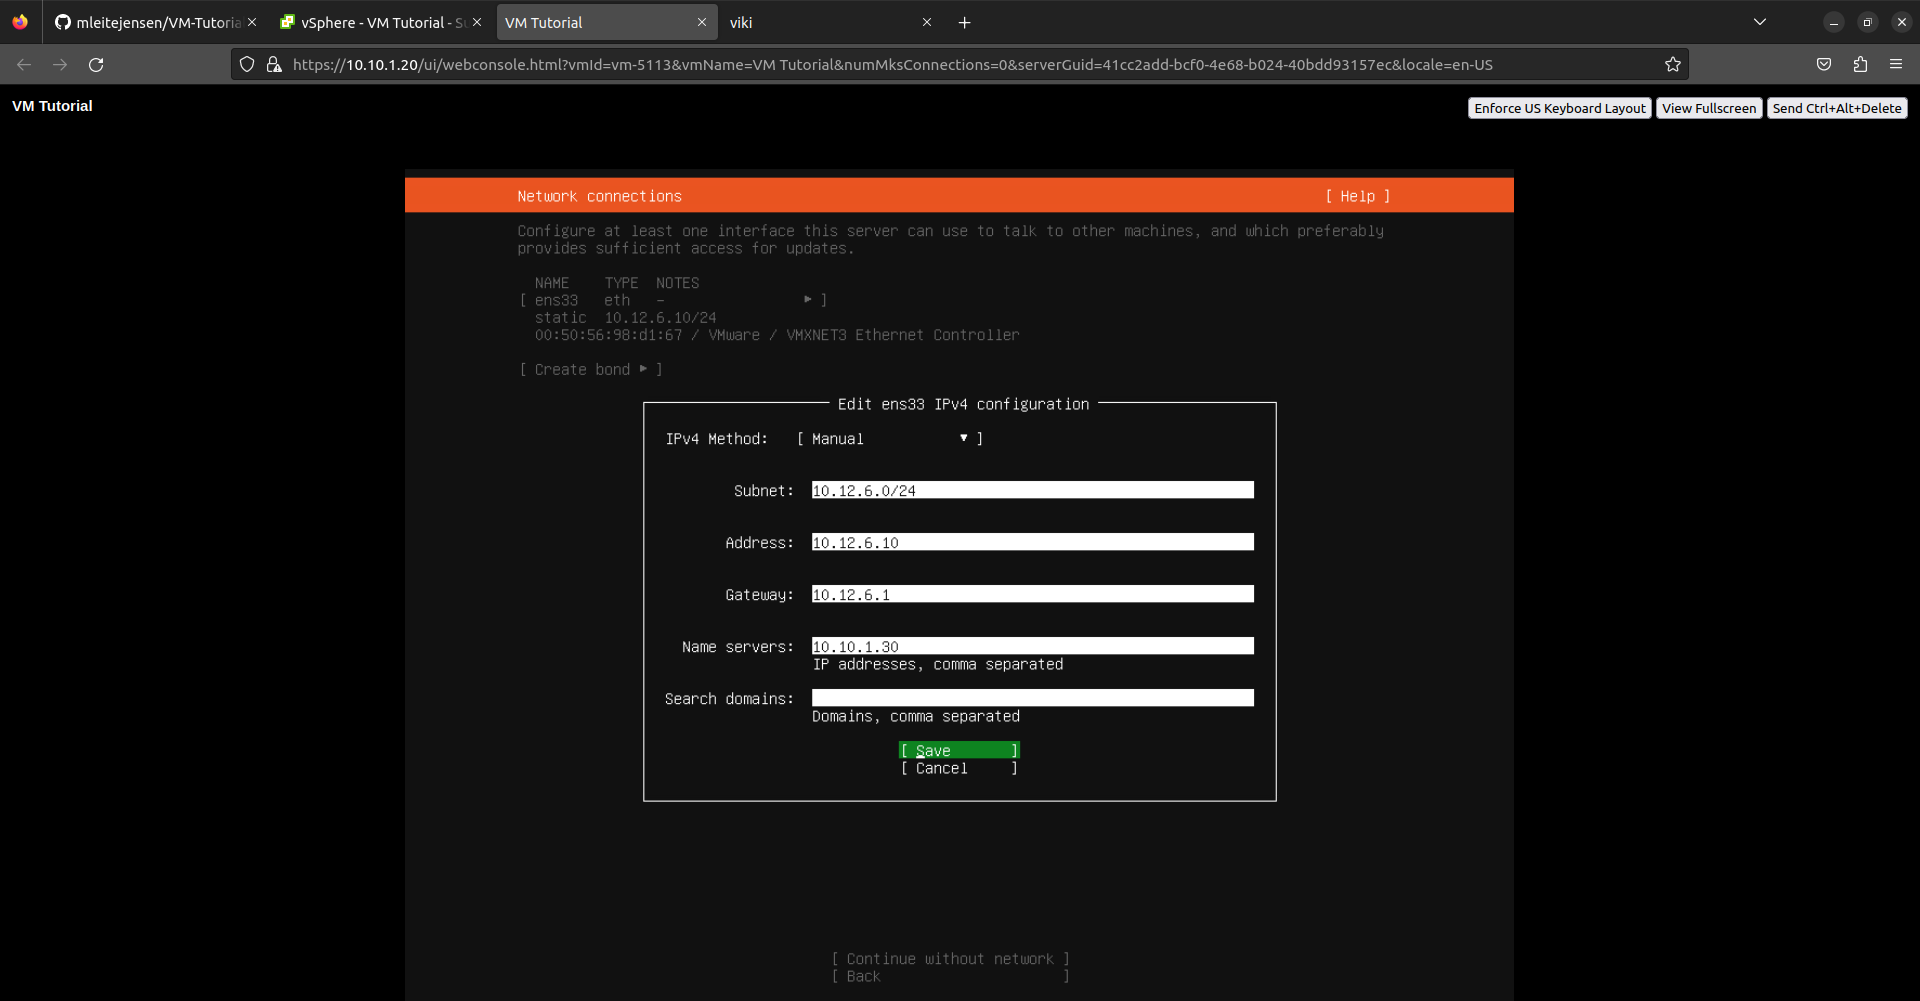 mleitejensen/VM-Tutoria
vSphere - VM Tutorial - Su
VM Tutorial
viki
https://10.10.1.20/ui/webconsole.html?vmId=vm-5113&vmName=VM Tutorial&numMksConnections=0&serverGuid=41cc2add-bcf0-4e68-b024-40bdd93157ec&locale=en-US
VM Tutorial
Enforce US Keyboard Layout
View Fullscreen
Send Ctrl+Alt+Delete
Network connections [ Help ]
Configure at least one interface this server can use to talk to other machines, and which preferably
provides sufficient access for updates.
NAME TYPE NOTES
[ ens33 eth – ▸ ]
static 10.12.6.10/24
00:50:56:98:d1:67 / VMware / VMXNET3 Ethernet Controller
[ Create bond ▸ ]
Edit ens33 IPv4 configuration
IPv4 Method: [ Manual ▾ ]
Subnet: 10.12.6.0/24
Address: 10.12.6.10
Gateway: 10.12.6.1
Name servers: 10.10.1.30
IP addresses, comma separated
Search domains:
Domains, comma separated
[ Save ]
[ Cancel ]
[ Continue without network ]
[ Back ]